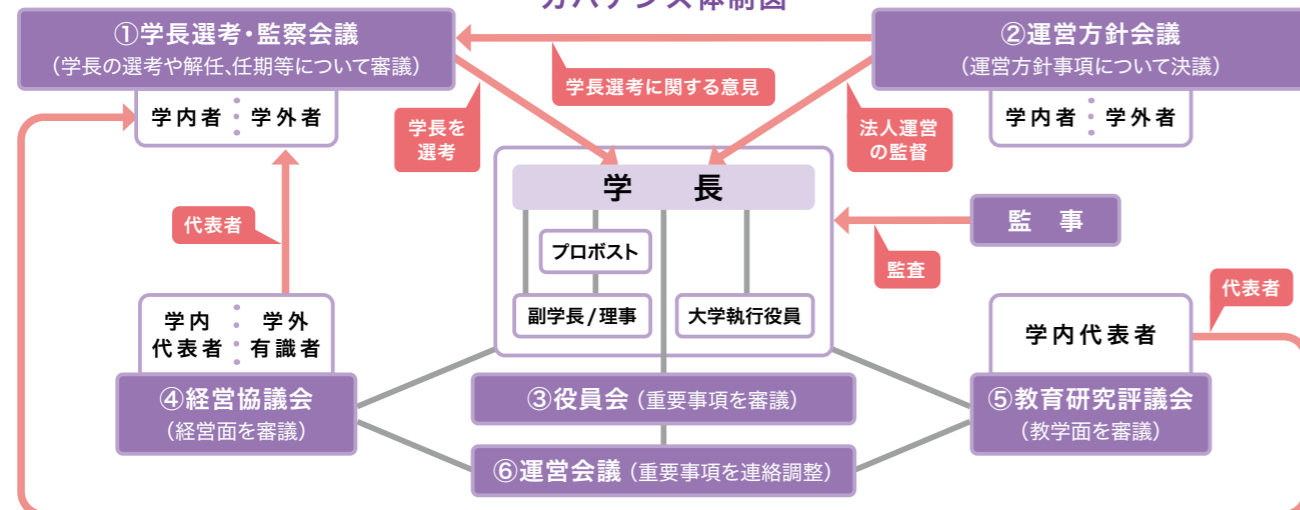 ガバナンス体制図
①学長選考・監察会議
（学長の選考や解任、任期等について審議）
学内者
学外者
②運営方針会議
（運営方針事項について決議）
学内者
学外者
学長選考に関する意見
学長を
選考
法人運営
の監督
学 長
プロボスト
副学長/理事
大学執行役員
監 事
監査
代表者
代表者
学内
代表者
学外
有識者
④経営協議会
（経営面を審議）
③役員会（重要事項を審議）
学内代表者
⑤教育研究評議会
（教学面を審議）
⑥運営会議（重要事項を連絡調整）